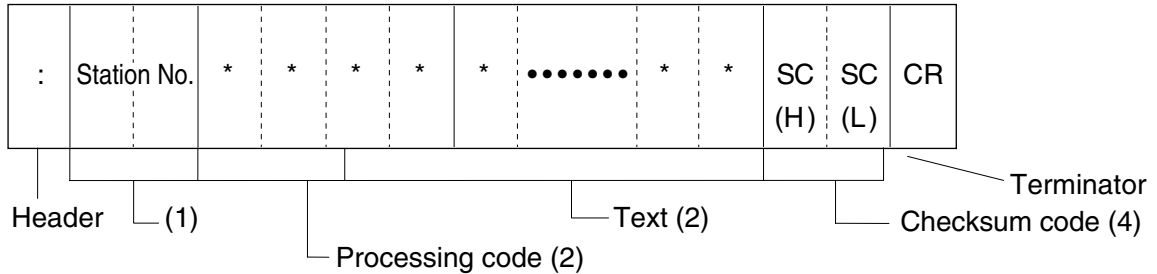 : Station No. * * * * * ••••••• * * SC (H) SC (L) CR
Terminator
Header (1) Text (2) Checksum code (4)
Processing code (2)